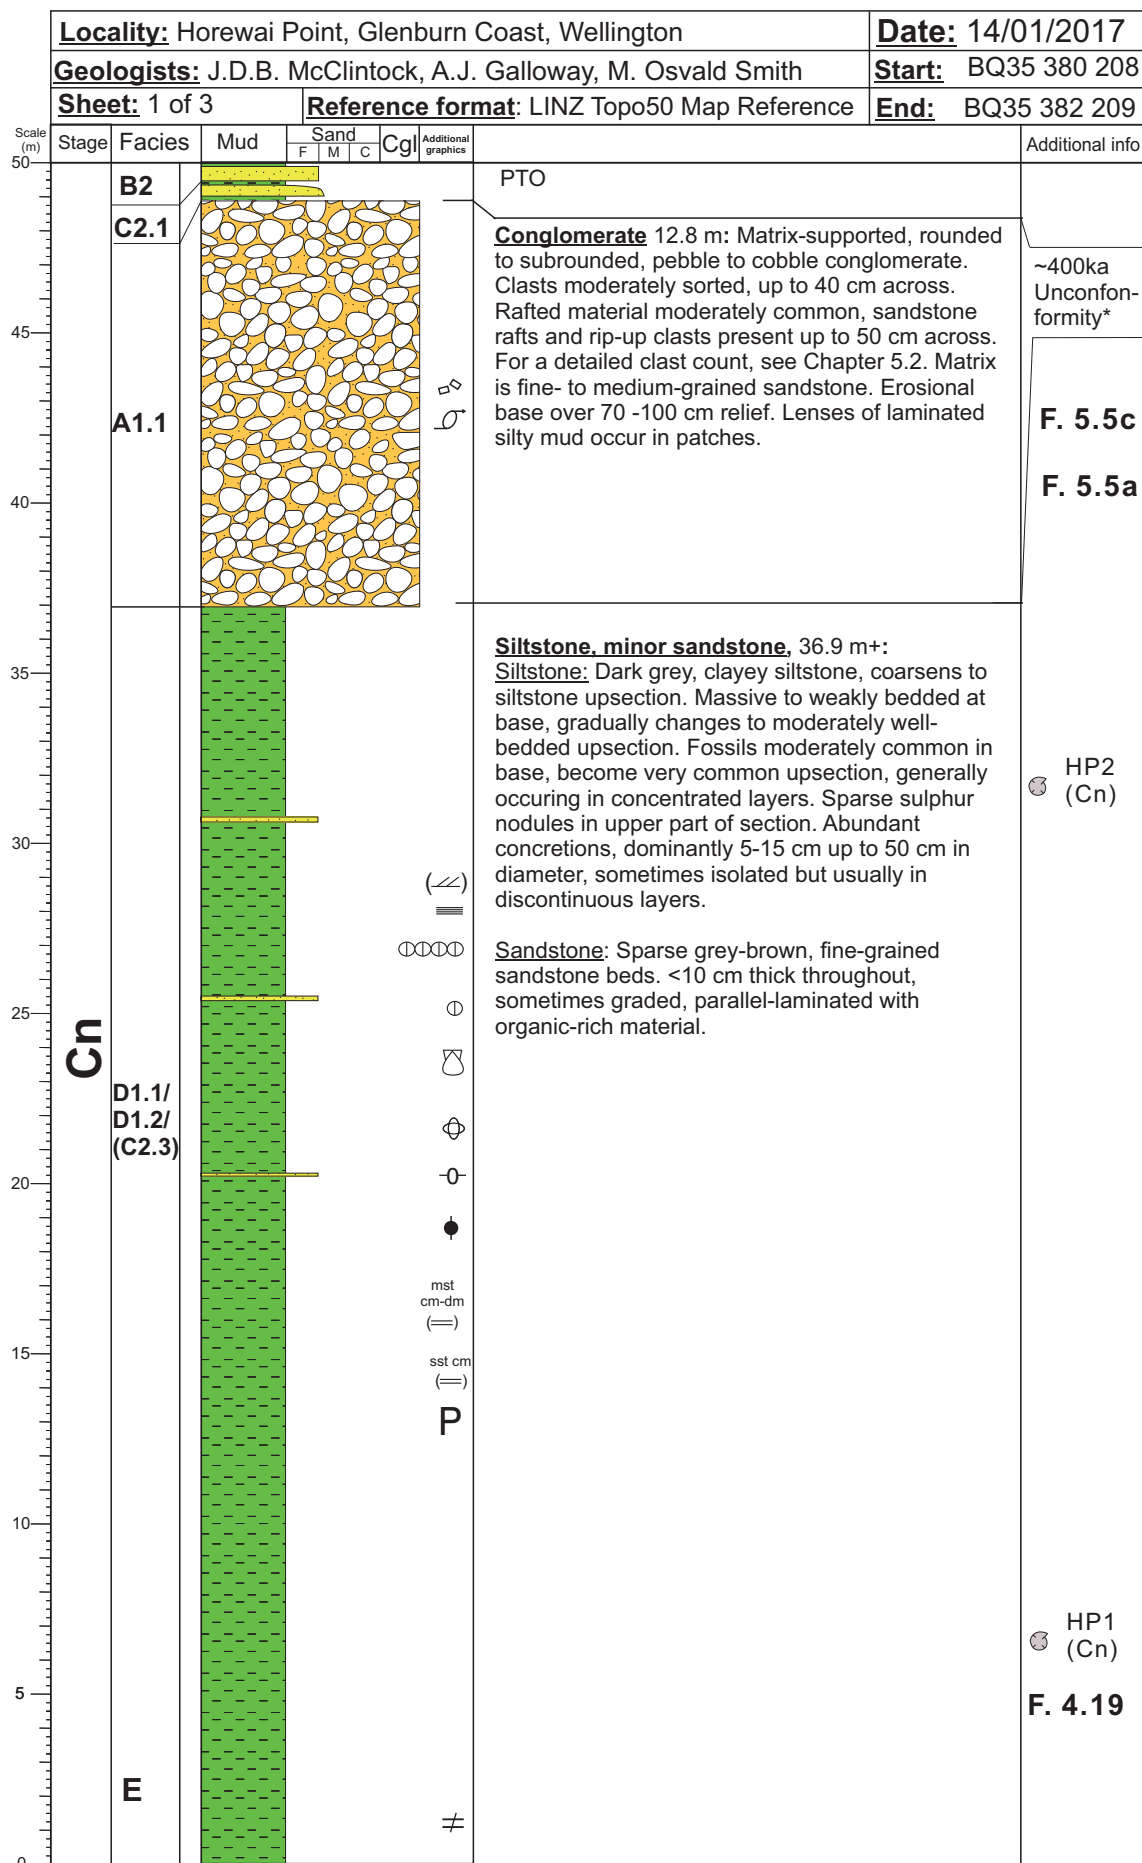 Locality: Horewai Point, Glenburn Coast, Wellington
Date: 14/01/2017
Geologists: J.D.B. McClintock, A.J. Galloway, M. Osvald Smith
Start: BQ35 380 208
Sheet: 1 of 3
Reference format: LINZ Topo50 Map Reference
End: BQ35 382 209
Scale
(m)
Stage
Facies
Mud
Sand
F M C
Cgl
Additional
graphics
Additional info
50
B2
PTO
C2.1
Conglomerate 12.8 m: Matrix-supported, rounded
to subrounded, pebble to cobble conglomerate.
Clasts moderately sorted, up to 40 cm across.
Rafted material moderately common, sandstone
rafts and rip-up clasts present up to 50 cm across.
For a detailed clast count, see Chapter 5.2. Matrix
is fine- to medium-grained sandstone. Erosional
base over 70 -100 cm relief. Lenses of laminated
silty mud occur in patches.
~400ka
Unconfon-
formity*
45
A1.1
F. 5.5c
F. 5.5a
40
Siltstone, minor sandstone, 36.9 m+:
Siltstone: Dark grey, clayey siltstone, coarsens to
siltstone upsection. Massive to weakly bedded at
base, gradually changes to moderately well-
bedded upsection. Fossils moderately common in
base, become very common upsection, generally
occuring in concentrated layers. Sparse sulphur
nodules in upper part of section. Abundant
concretions, dominantly 5-15 cm up to 50 cm in
diameter, sometimes isolated but usually in
discontinuous layers.
35
HP2
(Cn)
30
Sandstone: Sparse grey-brown, fine-grained
sandstone beds. <10 cm thick throughout,
sometimes graded, parallel-laminated with
organic-rich material.
25
Cn
D1.1/
D1.2/
(C2.3)
20
mst
cm-dm
15
sst cm
P
10
HP1
(Cn)
5
F. 4.19
E
0